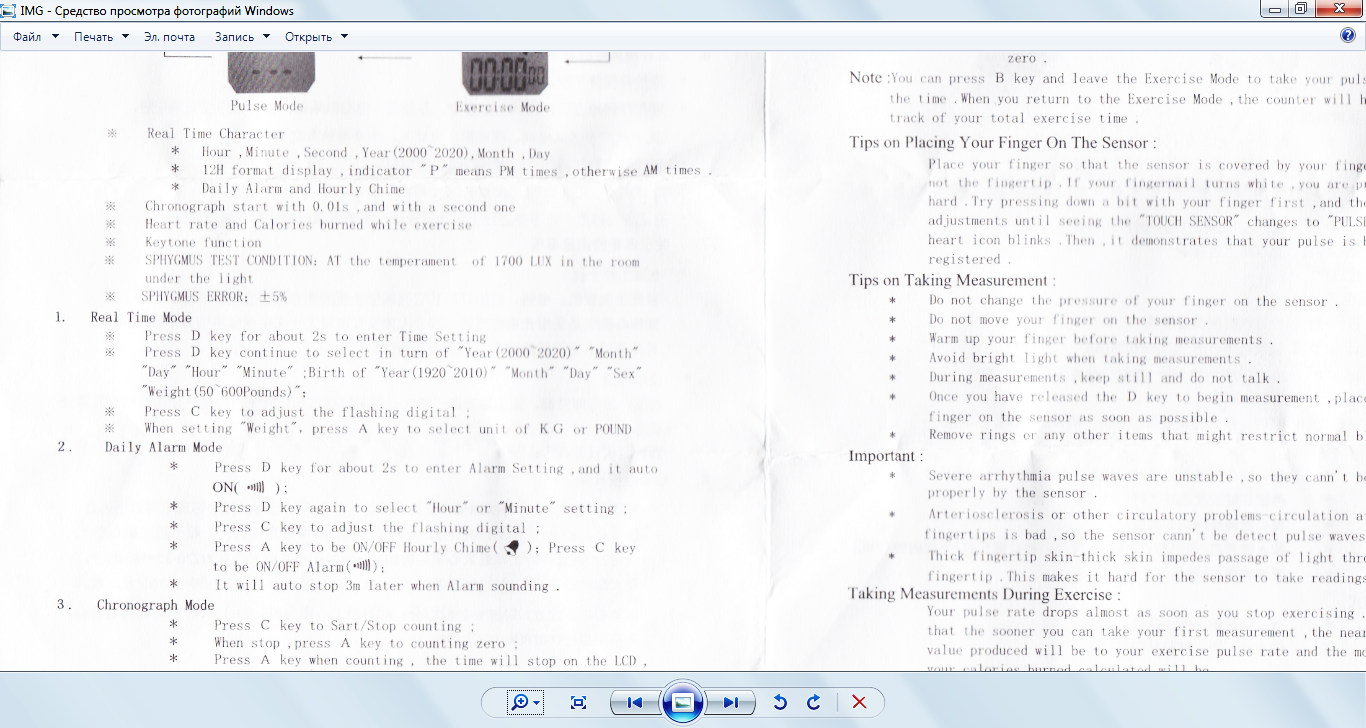 IMG - Средство просмотра фотографий Windows
Файл Печать Эл. почта Запись Открыть
00:00 00
Pulse Mode Exercise Mode
※ Real Time Character
* Hour ,Minute ,Second ,Year(2000~2020),Month ,Day
* 12H format display ,indicator "P" means PM times ,otherwise AM times .
* Daily Alarm and Hourly Chime
※ Chronograph start with 0.01s ,and with a second one
※ Heart rate and Calories burned while exercise
※ Keytone function
※ SPHYGMUS TEST CONDITION: AT the temperament of 1700 LUX in the room
under the light
※ SPHYGMUS ERROR: ±5%
1. Real Time Mode
※ Press D key for about 2s to enter Time Setting
※ Press D key continue to select in turn of "Year(2000~2020)" "Month"
"Day" "Hour" "Minute" ;Birth of "Year(1920~2010)" "Month" "Day" "Sex"
"Weight(50~600Pounds)";
※ Press C key to adjust the flashing digital ;
※ When setting "Weight", press A key to select unit of KG or POUND
2. Daily Alarm Mode
* Press D key for about 2s to enter Alarm Setting ,and it auto
ON( );
* Press D key again to select "Hour" or "Minute" setting ;
* Press C key to adjust the flashing digital ;
* Press A key to be ON/OFF Hourly Chime( ); Press C key
to be ON/OFF Alarm( );
* It will auto stop 3m later when Alarm sounding .
3. Chronograph Mode
* Press C key to Sart/Stop counting ;
* When stop ,press A key to counting zero ;
* Press A key when counting , the time will stop on the LCD ,
zero .
Note :You can press B key and leave the Exercise Mode to take your
the time .When you return to the Exercise Mode ,the counter will
track of your total exercise time .
Tips on Placing Your Finger On The Sensor :
Place your finger so that the sensor is covered by your
not the fingertip .If your fingernail turns white ,you are
hard .Try pressing down a bit with your finger first ,and
adjustments until seeing the "TOUCH SENSOR" changes to
heart icon blinks .Then ,it demonstrates that your pulse is
registered .
Tips on Taking Measurement :
* Do not change the pressure of your finger on the sensor .
* Do not move your finger on the sensor .
* Warm up your finger before taking measurements .
* Avoid bright light when taking measurements .
* During measurements ,keep still and do not talk .
* Once you have released the D key to begin measurement ,
finger on the sensor as soon as possible .
* Remove rings or any other items that might restrict normal
Important :
* Severe arrhythmia pulse waves are unstable ,so they cann't
properly by the sensor .
* Arteriosclerosis or other circulatory problems-circulation
fingertips is bad ,so the sensor cann't be detect pulse waves
* Thick fingertip skin-thick skin impedes passage of light
fingertip .This makes it hard for the sensor to take readings
Taking Measurements During Exercise :
Your pulse rate drops almost as soon as you stop exercising .
that the sooner you can take your first measurement ,the
value produced will be to your exercise pulse rate and the
your calories burned calculated will be